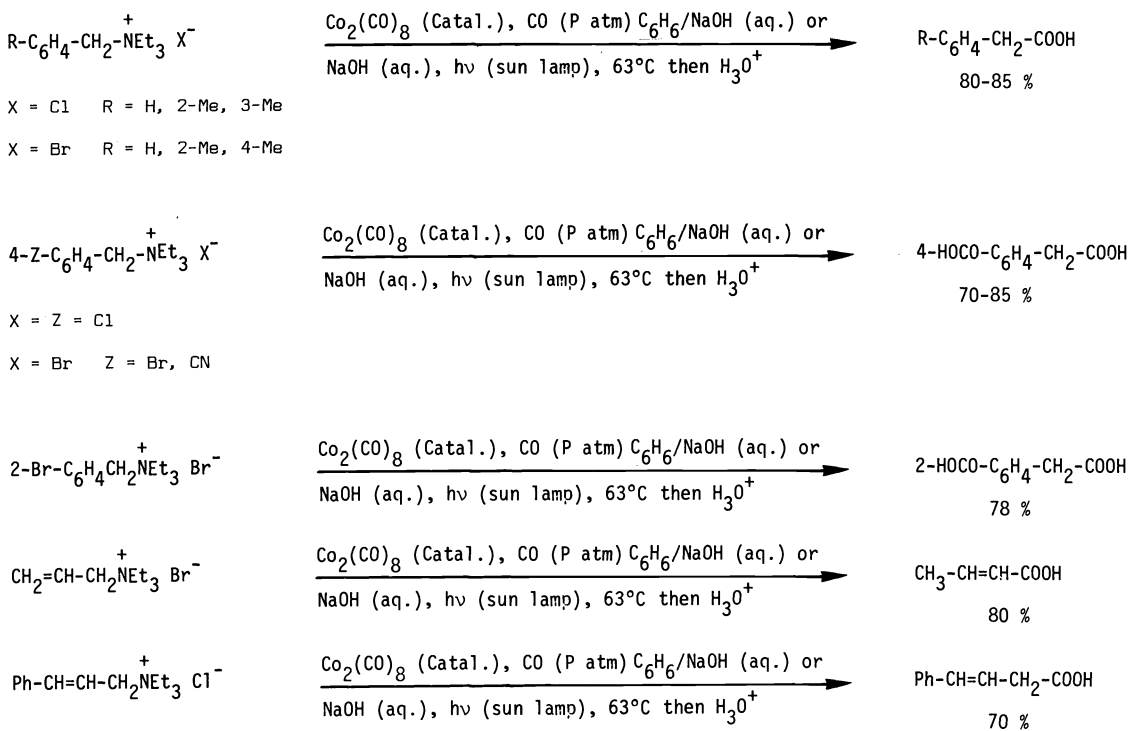 R-C₆H₄-CH₂-N⁺Et₃ X⁻ Co₂(CO)₈ (Catal.), CO (P atm) C₆H₆/NaOH (aq.) or R-C₆H₄-CH₂-COOH
NaOH (aq.), hν (sun lamp), 63°C then H₃O⁺ 80-85 %
X = Cl R = H, 2-Me, 3-Me
X = Br R = H, 2-Me, 4-Me
4-Z-C₆H₄-CH₂-N⁺Et₃ X⁻ Co₂(CO)₈ (Catal.), CO (P atm) C₆H₆/NaOH (aq.) or 4-HOCO-C₆H₄-CH₂-COOH
NaOH (aq.), hν (sun lamp), 63°C then H₃O⁺ 70-85 %
X = Z = Cl
X = Br Z = Br, CN
2-Br-C₆H₄CH₂N⁺Et₃ Br⁻ Co₂(CO)₈ (Catal.), CO (P atm) C₆H₆/NaOH (aq.) or 2-HOCO-C₆H₄-CH₂-COOH
NaOH (aq.), hν (sun lamp), 63°C then H₃O⁺ 78 %
CH₂=CH-CH₂N⁺Et₃ Br⁻ Co₂(CO)₈ (Catal.), CO (P atm) C₆H₆/NaOH (aq.) or CH₃-CH=CH-COOH
NaOH (aq.), hν (sun lamp), 63°C then H₃O⁺ 80 %
Ph-CH=CH-CH₂N⁺Et₃ Cl⁻ Co₂(CO)₈ (Catal.), CO (P atm) C₆H₆/NaOH (aq.) or Ph-CH=CH-CH₂-COOH
NaOH (aq.), hν (sun lamp), 63°C then H₃O⁺ 70 %